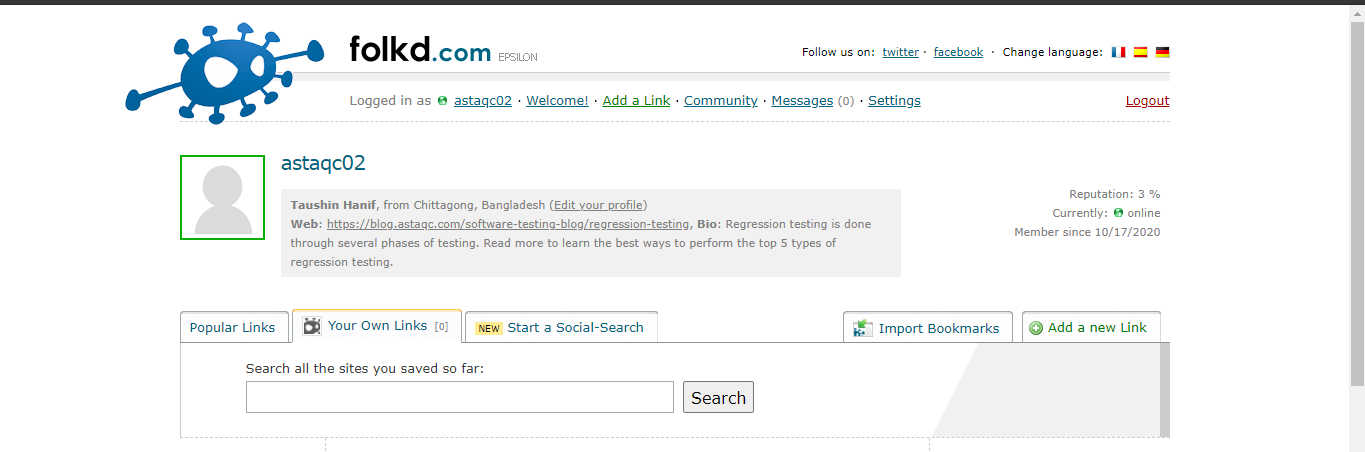 folkd.com EPSILON
Follow us on: twitter · facebook · Change language:
Logged in as astaqc02 · Welcome! · Add a Link · Community · Messages (0) · Settings
Logout
astaqc02
Taushin Hanif, from Chittagong, Bangladesh (Edit your profile)
Web: https://blog.astaqc.com/software-testing-blog/regression-testing, Bio: Regression testing is done
through several phases of testing. Read more to learn the best ways to perform the top 5 types of
regression testing.
Reputation: 3 %
Currently: online
Member since 10/17/2020
Popular Links
Your Own Links [0]
NEW Start a Social-Search
Import Bookmarks
Add a new Link
Search all the sites you saved so far:
Search